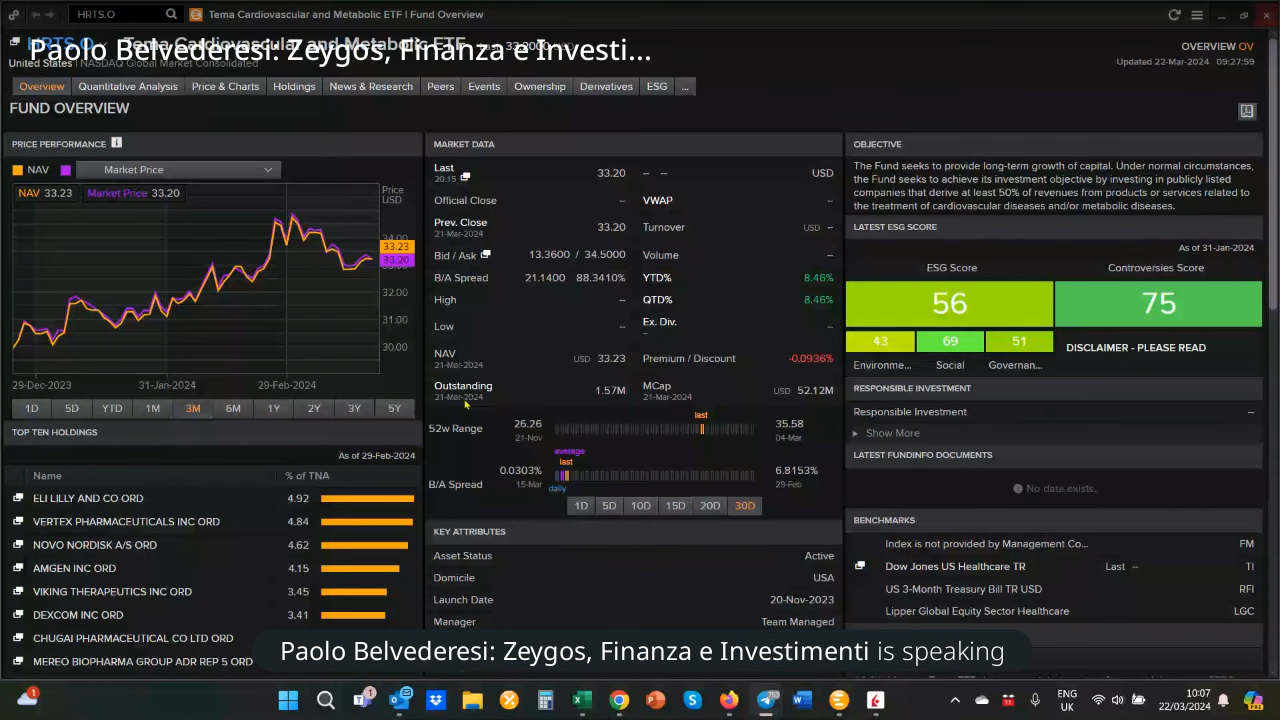 HRTS.O
Tema Cardiovascular and Metabolic ETF | Fund Overview
HRTS.O Tema Cardiovascular and Metabolic ETF Last 33.2000 USD
Paolo Belvederesi: Zeygos, Finanza e Investi...
United States | NASDAQ Global Market Consolidated
OVERVIEW OV
Updated 22-Mar-2024 09:27:59
Overview Quantitative Analysis Price & Charts Holdings News & Research Peers Events Ownership Derivatives ESG ...
FUND OVERVIEW
PRICE PERFORMANCE
NAV Market Price
NAV 33.23 Market Price 33.20
Price
USD
34.00
33.23
33.20
32.00
31.00
30.00
29-Dec-2023 31-Jan-2024 29-Feb-2024
1D 5D YTD 1M 3M 6M 1Y 2Y 3Y 5Y
TOP TEN HOLDINGS
As of 29-Feb-2024
Name % of TNA
ELI LILLY AND CO ORD 4.92
VERTEX PHARMACEUTICALS INC ORD 4.84
NOVO NORDISK A/S ORD 4.62
AMGEN INC ORD 4.15
VIKING THERAPEUTICS INC ORD 3.45
DEXCOM INC ORD 3.41
CHUGAI PHARMACEUTICAL CO LTD ORD
MEREO BIOPHARMA GROUP ADR REP 5 ORD
MARKET DATA
Last 33.20 -- -- USD
20:15
Official Close -- VWAP --
Prev. Close 33.20 Turnover USD --
21-Mar-2024
Bid / Ask 13.3600 / 34.5000 Volume --
B/A Spread 21.1400 88.3410% YTD% 8.46%
High -- QTD% 8.46%
Low -- Ex. Div. --
--
NAV USD 33.23 Premium / Discount -0.0936%
21-Mar-2024
Outstanding 1.57M MCap USD 52.12M
21-Mar-2024 21-Mar-2024
last
52w Range 26.26 35.58
21-Nov 04-Mar
average
last
B/A Spread 0.0303% 6.8153%
15-Mar 29-Feb
daily
1D 5D 10D 15D 20D 30D
KEY ATTRIBUTES
Asset Status Active
Domicile USA
Launch Date 20-Nov-2023
Manager Team Managed
OBJECTIVE
The Fund seeks to provide long-term growth of capital. Under normal circumstances,
the Fund seeks to achieve its investment objective by investing in publicly listed
companies that derive at least 50% of revenues from products or services related to
the treatment of cardiovascular diseases and/or metabolic diseases.
LATEST ESG SCORE
As of 31-Jan-2024
ESG Score Controversies Score
56 75
43 69 51 DISCLAIMER - PLEASE READ
Environme... Social Governan...
RESPONSIBLE INVESTMENT
Responsible Investment --
Show More
LATEST FUNDINFO DOCUMENTS
No data exists.
BENCHMARKS
Index is not provided by Management Co... FM
Dow Jones US Healthcare TR Last -- TI
US 3-Month Treasury Bill TR USD RFI
Lipper Global Equity Sector Healthcare LGC
Paolo Belvederesi: Zeygos, Finanza e Investimenti is speaking
1
1
763
ENG
UK
10:07
22/03/2024